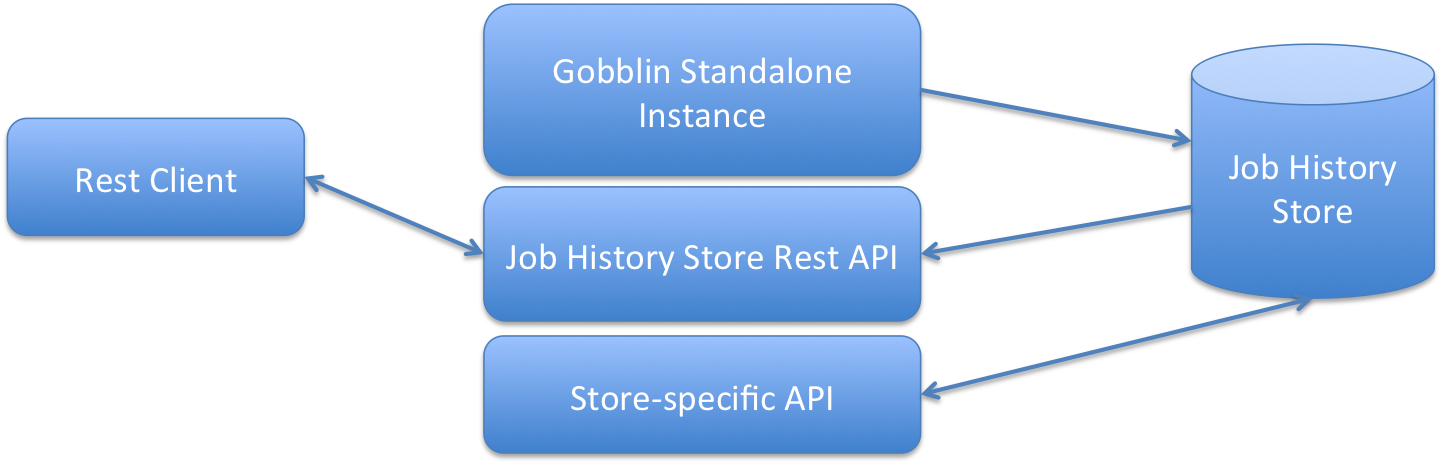 Gobblin Standalone
Instance
Rest Client
Job History Store Rest API
Store-specific API
Job History
Store